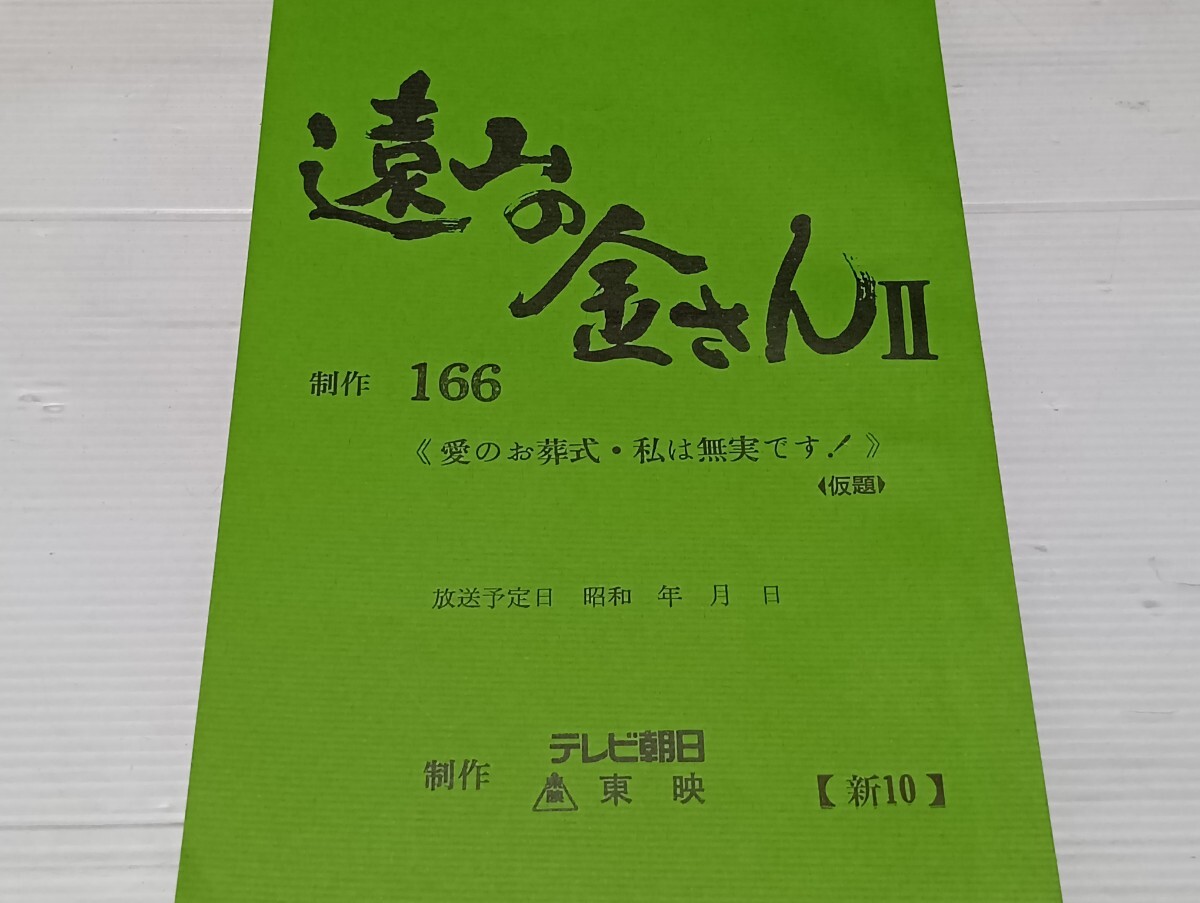 遠山の金さんⅡ
制作 166
《愛のお葬式・私は無実です！》
〈仮題〉
放送予定日 昭和 年 月 日
制作 テレビ朝日
東映 東映
【新10】